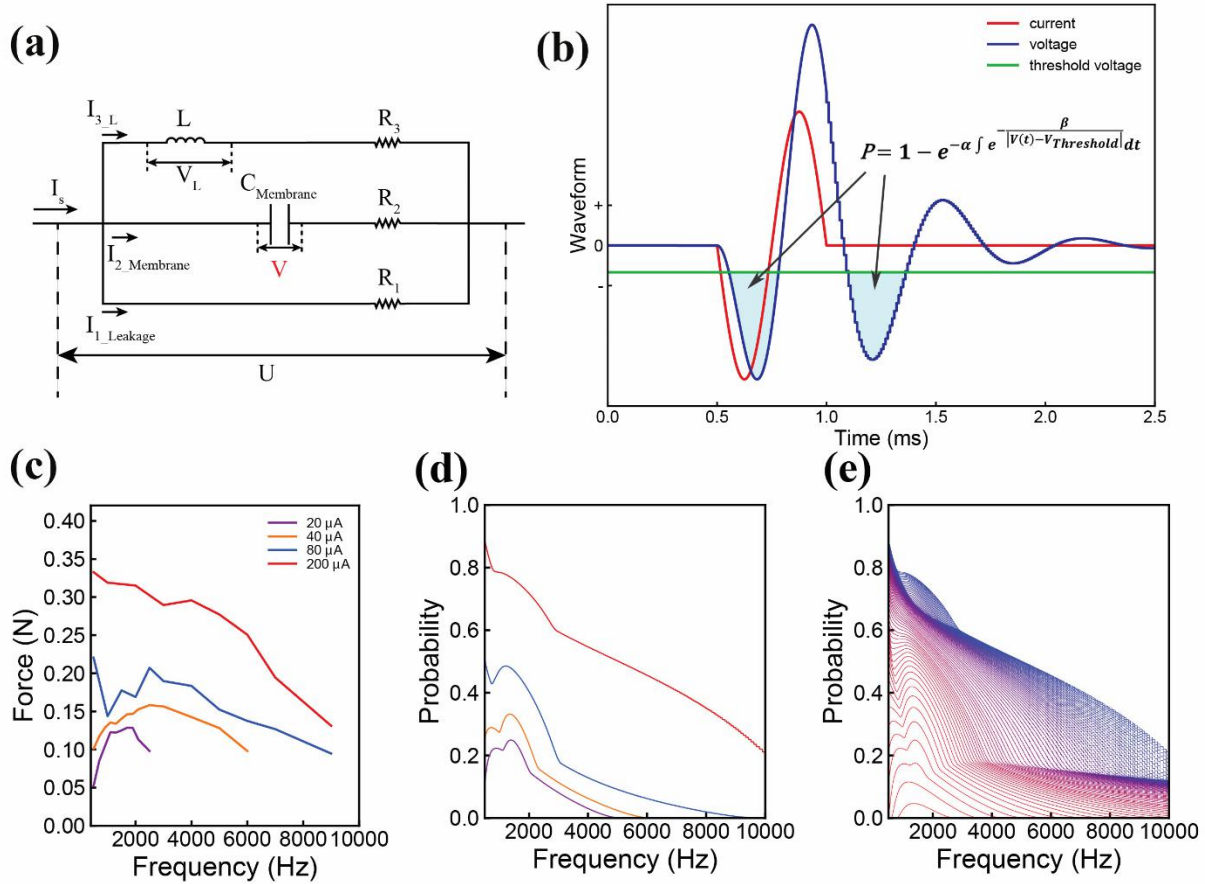 (a)
I3_L
L
R3
VL
CMembrane
Is
R2
I2_Membrane
V
R1
I1_Leakage
U
(b)
current
voltage
threshold voltage
P = 1 − e^{−α∫e^{−β/|V(t)−V_Threshold|}dt}
Waveform
+
0
-
0.0 0.5 1.0 1.5 2.0 2.5
Time (ms)
(c)
20 μA
40 μA
80 μA
200 μA
Force (N)
0.40
0.35
0.30
0.25
0.20
0.15
0.10
0.05
0.00
2000 4000 6000 8000 10000
Frequency (Hz)
(d)
Probability
1.0
0.8
0.6
0.4
0.2
0.0
2000 4000 6000 8000 10000
Frequency (Hz)
(e)
Probability
1.0
0.8
0.6
0.4
0.2
0.0
2000 4000 6000 8000 10000
Frequency (Hz)